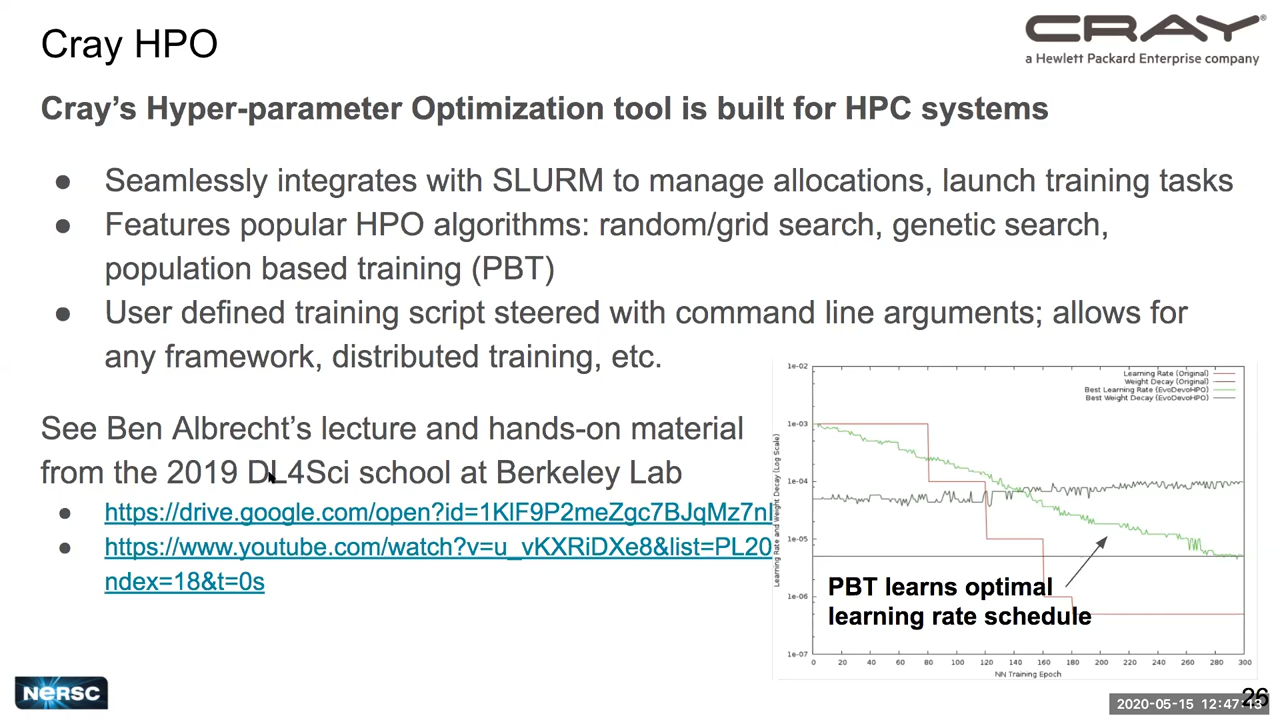 Cray HPO
CRAY®
a Hewlett Packard Enterprise company
Cray's Hyper-parameter Optimization tool is built for HPC systems
● Seamlessly integrates with SLURM to manage allocations, launch training tasks
● Features popular HPO algorithms: random/grid search, genetic search,
population based training (PBT)
● User defined training script steered with command line arguments; allows for
any framework, distributed training, etc.
See Ben Albrecht's lecture and hands-on material
from the 2019 DL4Sci school at Berkeley Lab
● https://drive.google.com/open?id=1KlF9P2meZgc7BJqMz7nl
● https://www.youtube.com/watch?v=u_vKXRiDXe8&list=PL20
ndex=18&t=0s
Learning Rate (Original)
Weight Decay (Original)
Best Learning Rate (EvoDevoHPO)
Best Weight Decay (EvoDevoHPO)
Learning Rate and Weight Decay (Log Scale)
1e-02
1e-03
1e-04
1e-05
1e-06
1e-07
PBT learns optimal
learning rate schedule
0 20 40 60 80 100 120 140 160 180 200 220 240 260 280 300
NN Training Epoch
NERSC
26
2020-05-15 12:47:13